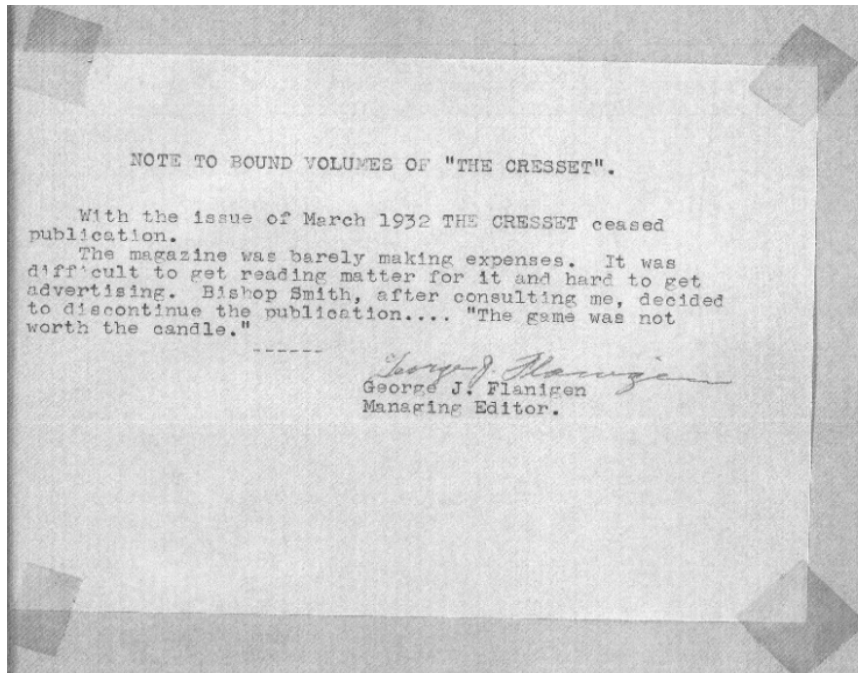 NOTE TO BOUND VOLUMES OF "THE CRESSET".
With the issue of March 1932 THE CRESSET ceased
publication.
The magazine was barely making expenses. It was
difficult to get reading matter for it and hard to get
advertising. Bishop Smith, after consulting me, decided
to discontinue the publication.... "The game was not
worth the candle."
------
George J. Flanigen
George J. Flanigen
Managing Editor.